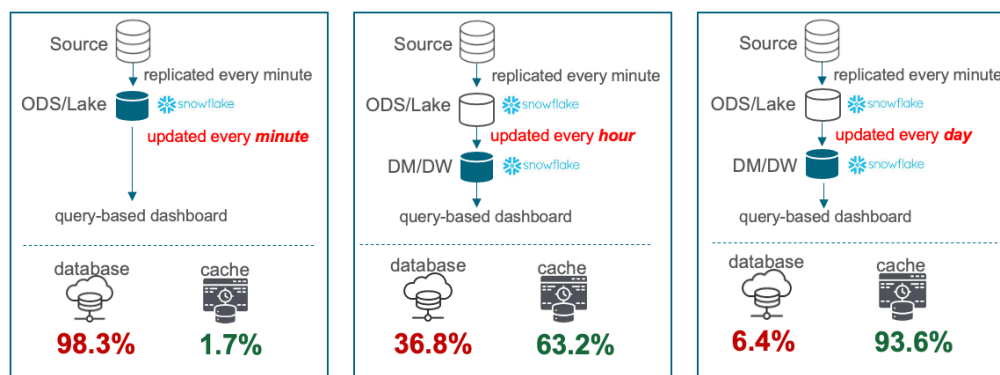 Source
replicated every minute
ODS/Lake snowflake
updated every minute
query-based dashboard
database cache
98.3% 1.7%
Source
replicated every minute
ODS/Lake snowflake
updated every hour
DM/DW snowflake
query-based dashboard
database cache
36.8% 63.2%
Source
replicated every minute
ODS/Lake snowflake
updated every day
DM/DW snowflake
query-based dashboard
database cache
6.4% 93.6%